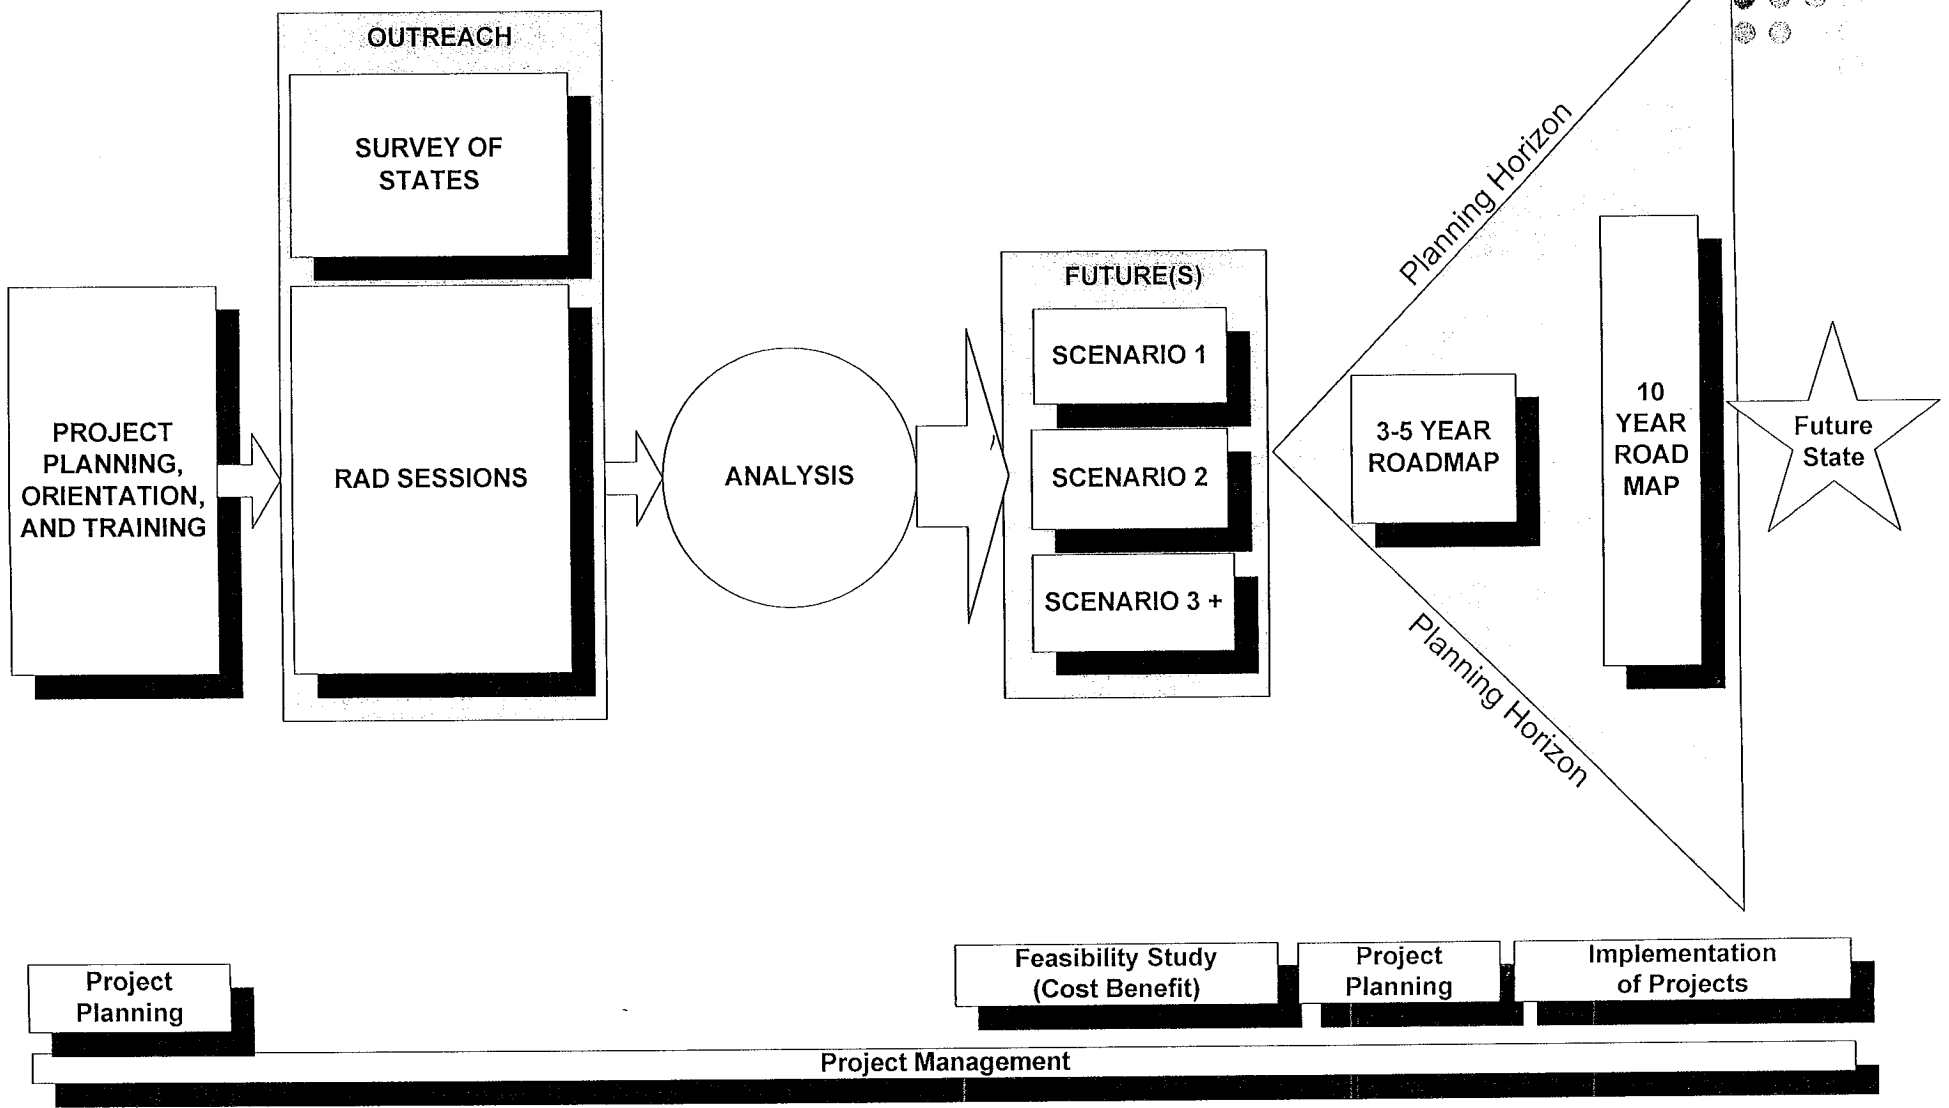 OUTREACH
SURVEY OF
STATES
PROJECT
PLANNING,
ORIENTATION,
AND TRAINING
RAD SESSIONS
ANALYSIS
FUTURE(S)
SCENARIO 1
SCENARIO 2
SCENARIO 3 +
Planning Horizon
3-5 YEAR
ROADMAP
Planning Horizon
10
YEAR
ROAD
MAP
Future
State
Project
Planning
Feasibility Study
(Cost Benefit)
Project
Planning
Implementation
of Projects
Project Management